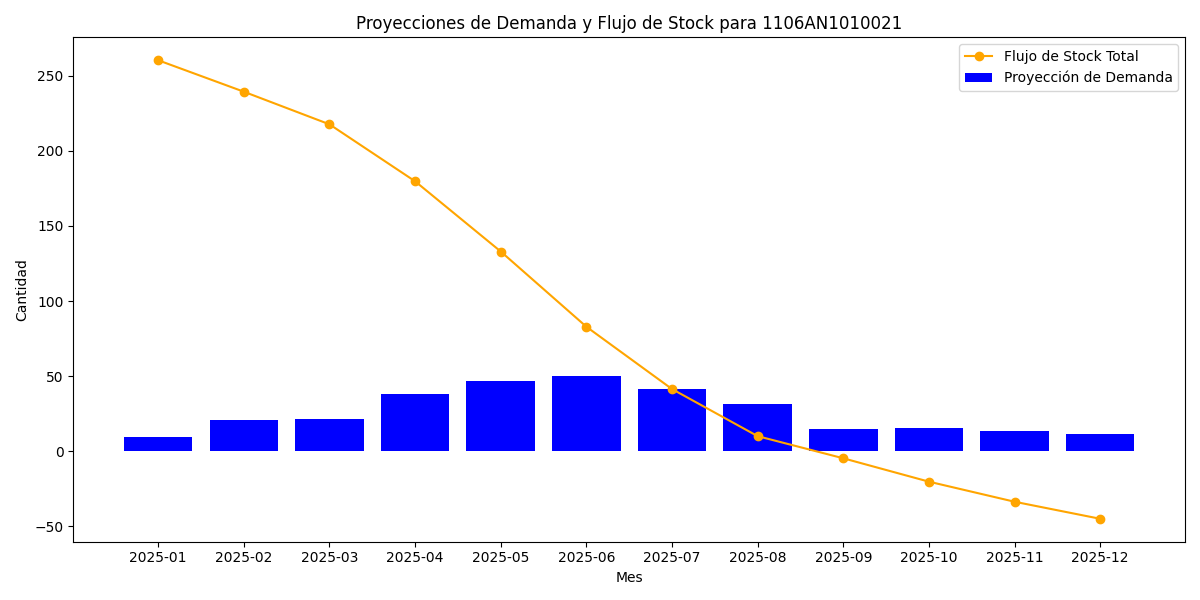 Proyecciones de Demanda y Flujo de Stock para 1106AN1010021
Flujo de Stock Total
Proyección de Demanda
Cantidad
250
200
150
100
50
0
−50
2025-01 2025-02 2025-03 2025-04 2025-05 2025-06 2025-07 2025-08 2025-09 2025-10 2025-11 2025-12
Mes